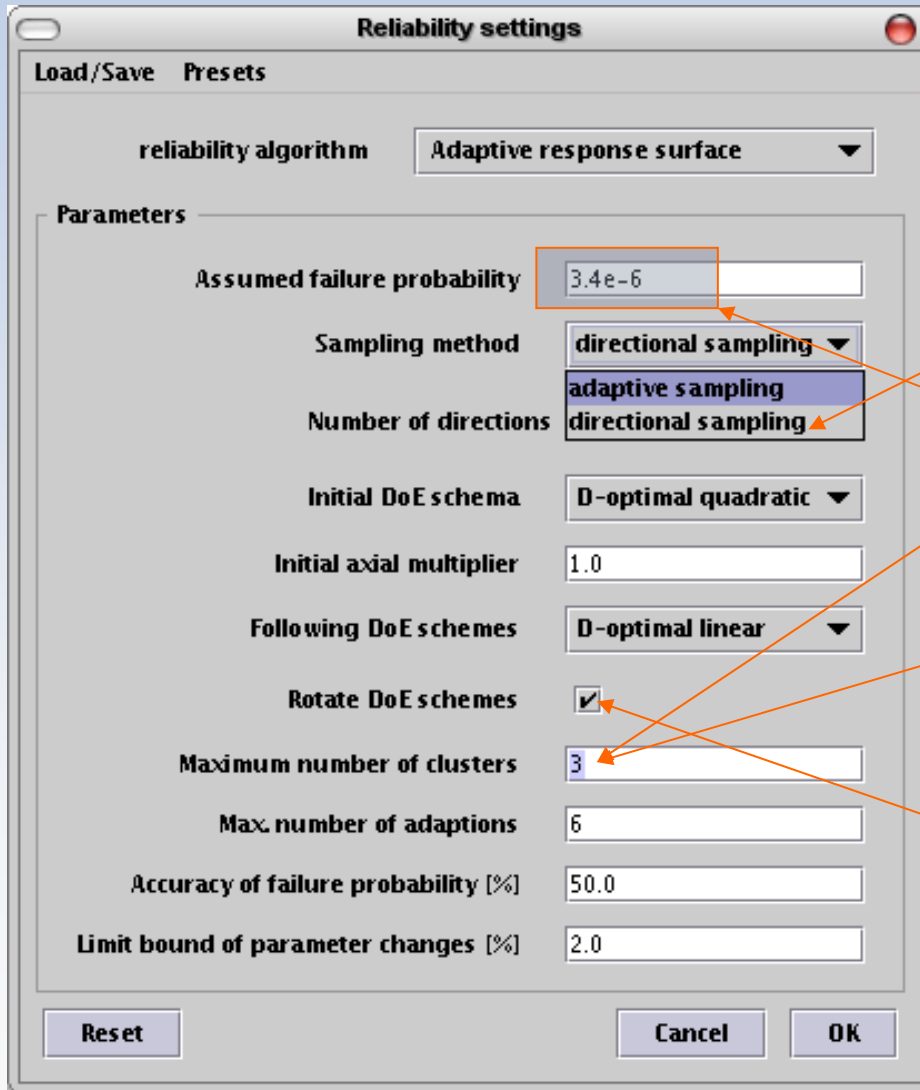 Reliability settings
Load/Save Presets
reliability algorithm Adaptive response surface
Parameters
Assumed failure probability 3.4e-6
Sampling method directional sampling
adaptive sampling
Number of directions directional sampling
Initial DoE schema D-optimal quadratic
Initial axial multiplier 1.0
Following DoE schemes D-optimal linear
Rotate DoE schemes
Maximum number of clusters 3
Max. number of adaptions 6
Accuracy of failure probability [%] 50.0
Limit bound of parameter changes [%] 2.0
Reset Cancel OK